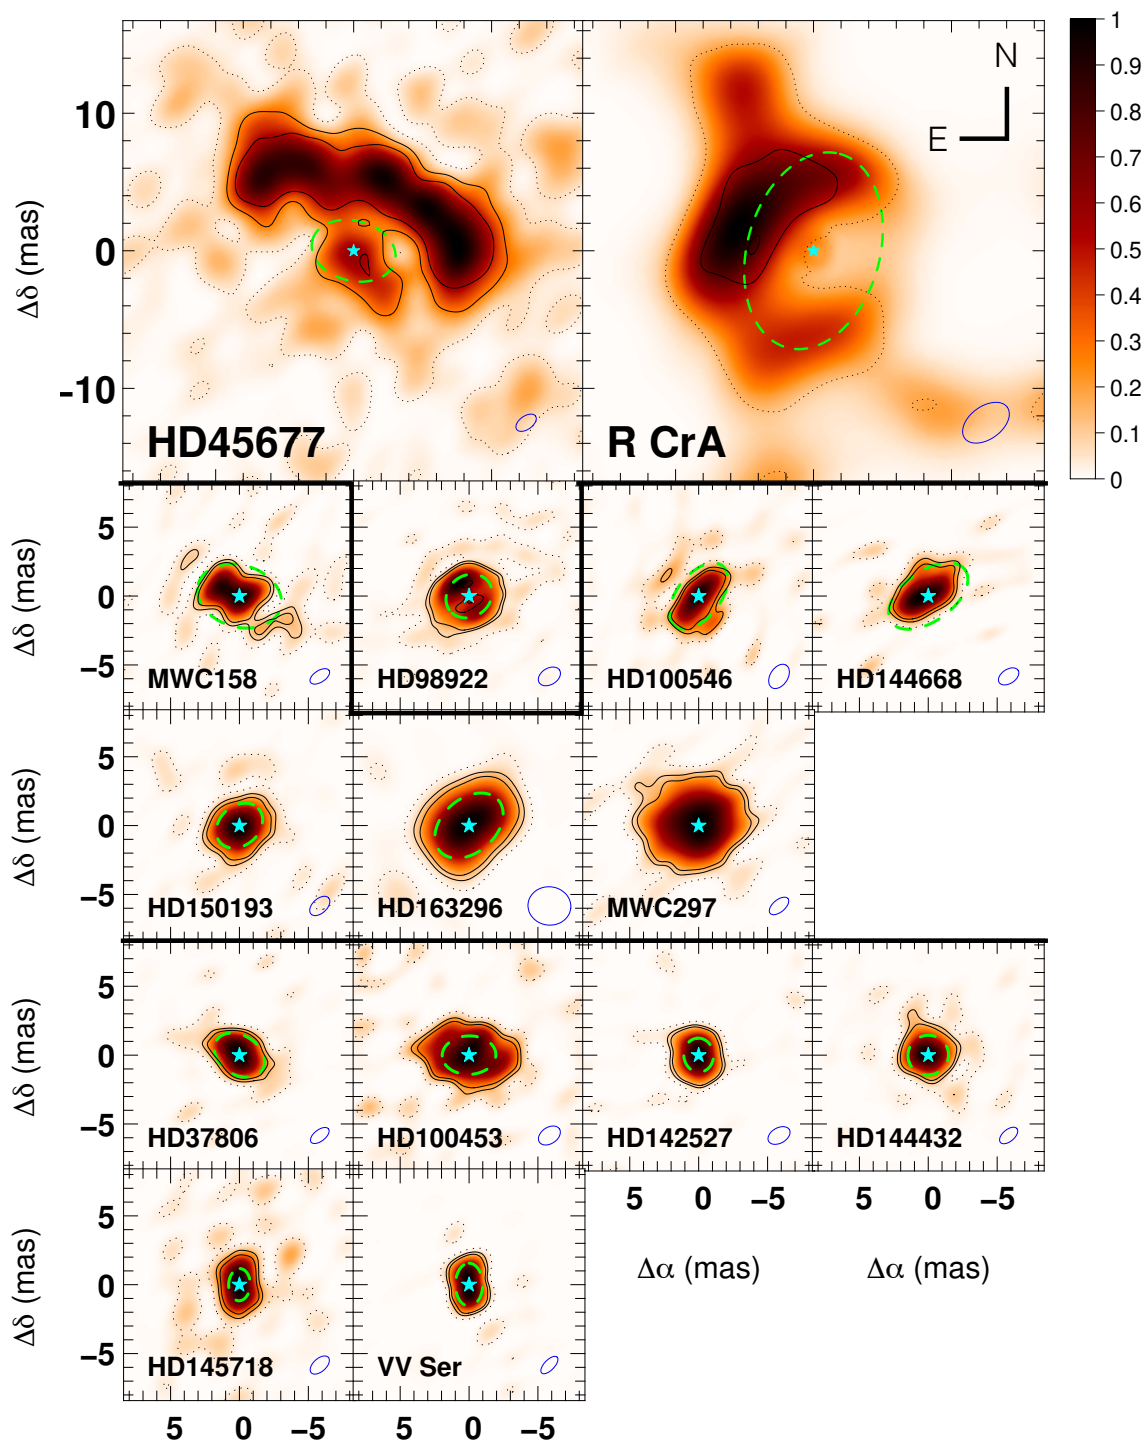 N
E
10
0
-10
Δδ (mas)
HD45677
R CrA
1
0.9
0.8
0.7
0.6
0.5
0.4
0.3
0.2
0.1
0
5
0
−5
Δδ (mas)
MWC158
HD98922
HD100546
HD144668
5
0
−5
Δδ (mas)
HD150193
HD163296
MWC297
5
0
−5
Δδ (mas)
HD37806
HD100453
HD142527
HD144432
5 0 −5
5 0 −5
Δα (mas)
Δα (mas)
5
0
−5
Δδ (mas)
HD145718
VV Ser
5 0 −5
5 0 −5